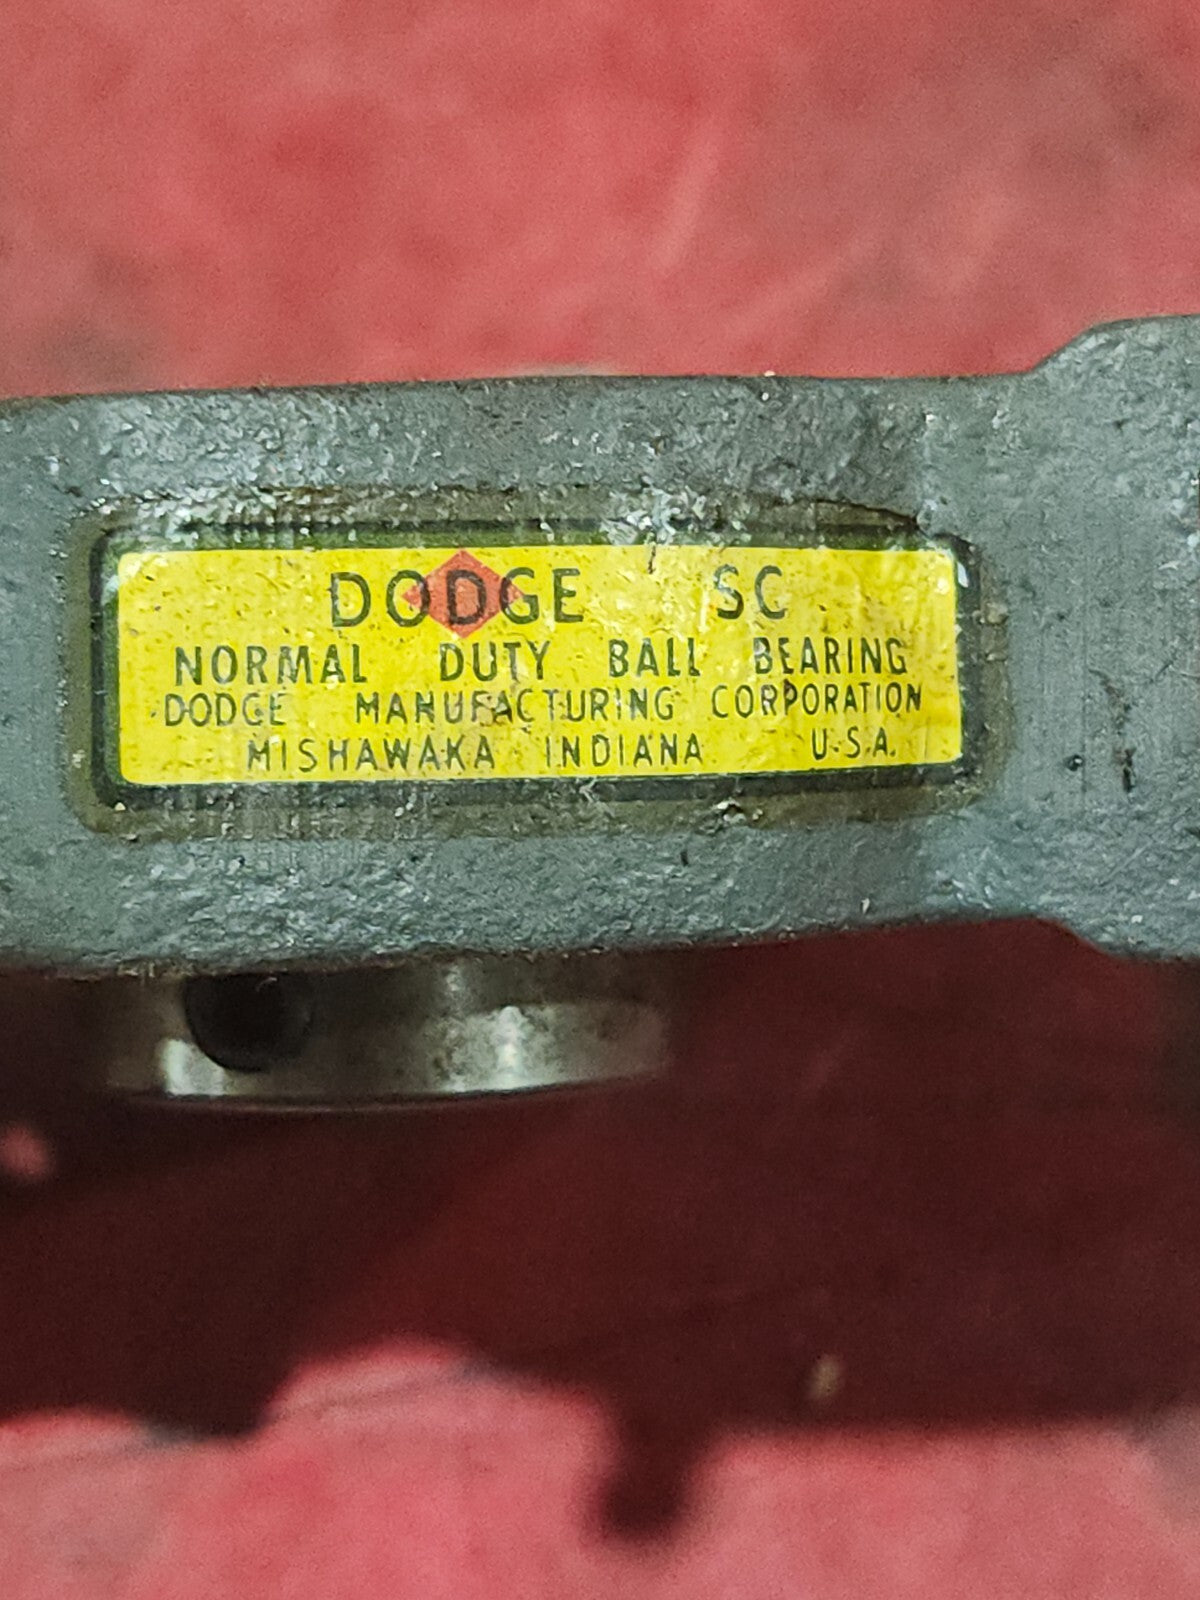 DODGE SC
NORMAL DUTY BALL BEARING
DODGE MANUFACTURING CORPORATION
MISHAWAKA INDIANA U.S.A.